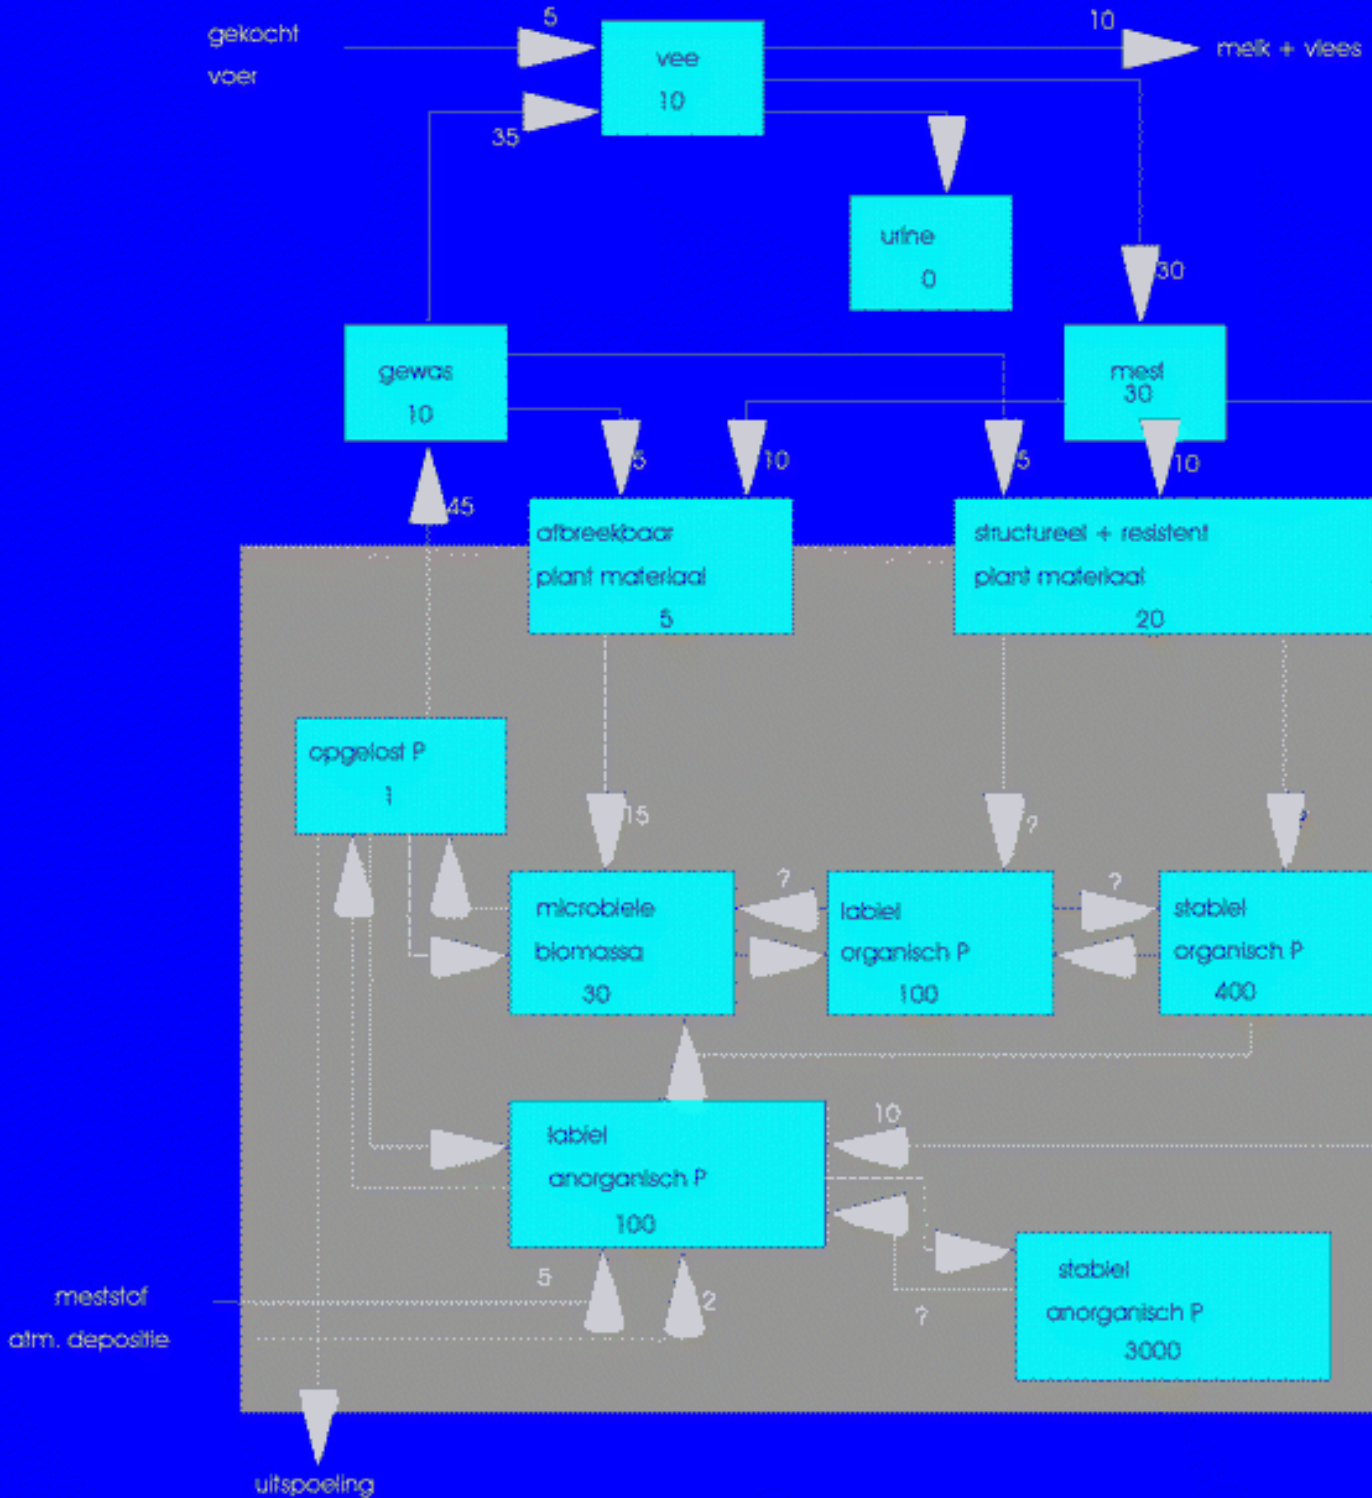 5
10
gekocht
voer
vee
10
melk + vlees
35
urine
0
30
gewas
10
mest
30
5
10
5
10
45
afbreekbaar
plant materiaal
5
structureel + resistent
plant materiaal
20
opgelost P
1
15
?
?
?
?
microbiele
biomassa
30
labiel
organisch P
100
stabiel
organisch P
400
10
labiel
anorganisch P
100
5
2
?
stabiel
anorganisch P
3000
meststof
atm. depositie
uitspoeling